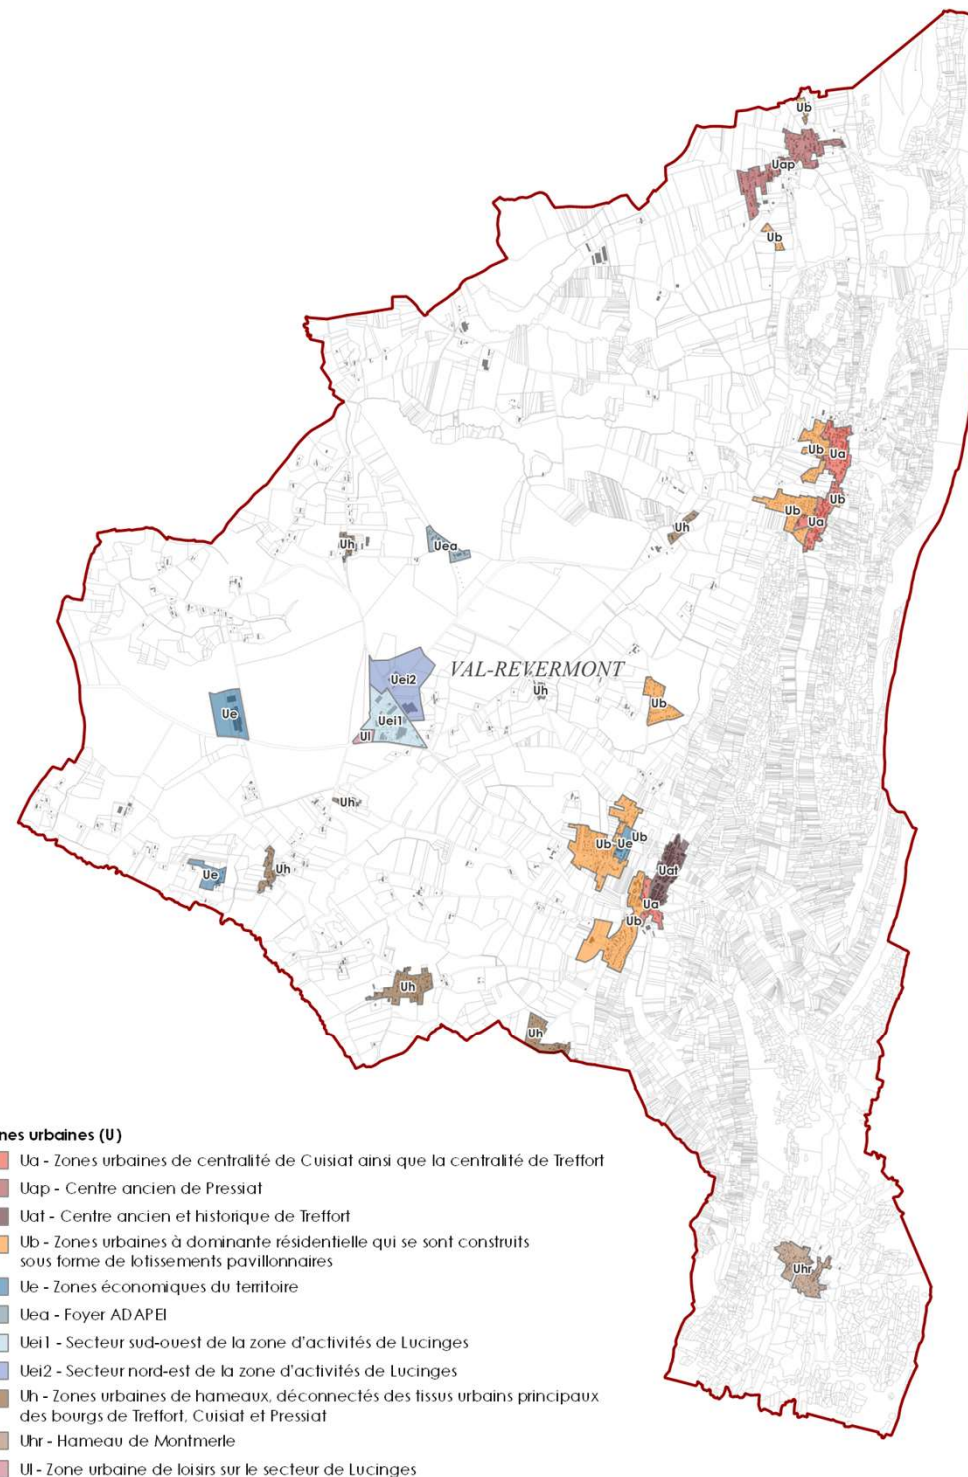 Ub
Uap
Ub
Ub
Ua
Ub
Ub
Ua
Uh
Uh
Uea
VAL-REVERMONT
Uei2
Uh
Ub
Ue
Uei1
Ul
Uh
Ub
Ue
Ub
Uat
Ue
Uh
Ua
Ub
Uh
Uh
Uhr
nes urbaines (U)
Ua - Zones urbaines de centralité de Cuisiat ainsi que la centralité de Treffort
Uap - Centre ancien de Pressiat
Uat - Centre ancien et historique de Treffort
Ub - Zones urbaines à dominante résidentielle qui se sont construits
sous forme de lotissements pavillonnaires
Ue - Zones économiques du territoire
Uea - Foyer ADAPEI
Uei1 - Secteur sud-ouest de la zone d'activités de Lucinges
Uei2 - Secteur nord-est de la zone d'activités de Lucinges
Uh - Zones urbaines de hameaux, déconnectés des tissus urbains principaux
des bourgs de Treffort, Cuisiat et Pressiat
Uhr - Hameau de Montmerle
Ul - Zone urbaine de loisirs sur le secteur de Lucinges